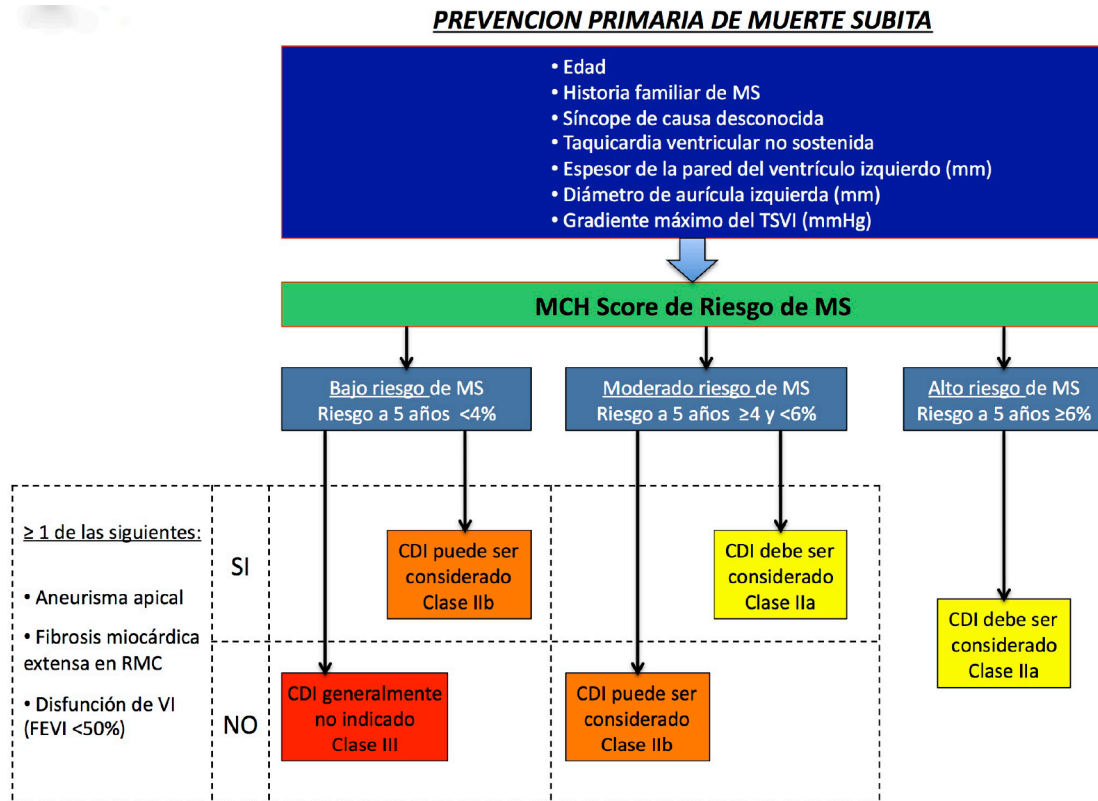 PREVENCION PRIMARIA DE MUERTE SUBITA
• Edad
• Historia familiar de MS
• Síncope de causa desconocida
• Taquicardia ventricular no sostenida
• Espesor de la pared del ventrículo izquierdo (mm)
• Diámetro de aurícula izquierda (mm)
• Gradiente máximo del TSVI (mmHg)
MCH Score de Riesgo de MS
Bajo riesgo de MS
Riesgo a 5 años <4%
Moderado riesgo de MS
Riesgo a 5 años ≥4 y <6%
Alto riesgo de MS
Riesgo a 5 años ≥6%
≥ 1 de las siguientes:
• Aneurisma apical
• Fibrosis miocárdica
extensa en RMC
• Disfunción de VI
(FEVI <50%)
SI
CDI puede ser
considerado
Clase IIb
CDI debe ser
considerado
Clase IIa
CDI debe ser
considerado
Clase IIa
NO
CDI generalmente
no indicado
Clase III
CDI puede ser
considerado
Clase IIb